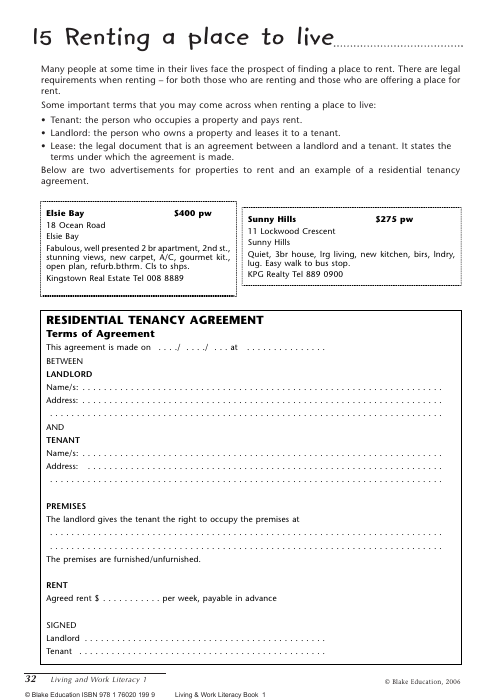 15 Renting a place to live
Many people at some time in their lives face the prospect of finding a place to rent. There are legal
requirements when renting – for both those who are renting and those who are offering a place for
rent.
Some important terms that you may come across when renting a place to live:
• Tenant: the person who occupies a property and pays rent.
• Landlord: the person who owns a property and leases it to a tenant.
• Lease: the legal document that is an agreement between a landlord and a tenant. It states the
terms under which the agreement is made.
Below are two advertisements for properties to rent and an example of a residential tenancy
agreement.
Elsie Bay $400 pw
18 Ocean Road
Elsie Bay
Fabulous, well presented 2 br apartment, 2nd st.,
stunning views, new carpet, A/C, gourmet kit.,
open plan, refurb.bthrm. Cls to shps.
Kingstown Real Estate Tel 008 8889
Sunny Hills $275 pw
11 Lockwood Crescent
Sunny Hills
Quiet, 3br house, lrg living, new kitchen, birs, lndry,
lug. Easy walk to bus stop.
KPG Realty Tel 889 0900
RESIDENTIAL TENANCY AGREEMENT
Terms of Agreement
This agreement is made on . . . ./ . . . ./ . . . at . . . . . . . . . . . . . . .
BETWEEN
LANDLORD
Name/s: . . . . . . . . . . . . . . . . . . . . . . . . . . . . . . . . . . . . . . . .
Address: . . . . . . . . . . . . . . . . . . . . . . . . . . . . . . . . . . . . . . . .
. . . . . . . . . . . . . . . . . . . . . . . . . . . . . . . . . . . . . . . .
AND
TENANT
Name/s: . . . . . . . . . . . . . . . . . . . . . . . . . . . . . . . . . . . . . . . .
Address: . . . . . . . . . . . . . . . . . . . . . . . . . . . . . . . . . . . . . . . .
. . . . . . . . . . . . . . . . . . . . . . . . . . . . . . . . . . . . . . . .
PREMISES
The landlord gives the tenant the right to occupy the premises at
. . . . . . . . . . . . . . . . . . . . . . . . . . . . . . . . . . . . . . . .
. . . . . . . . . . . . . . . . . . . . . . . . . . . . . . . . . . . . . . . .
The premises are furnished/unfurnished.
RENT
Agreed rent $ . . . . . . . . . . . per week, payable in advance
SIGNED
Landlord . . . . . . . . . . . . . . . . . . . . . . . . . . . . . .
Tenant . . . . . . . . . . . . . . . . . . . . . . . . . . . . . .
32 Living and Work Literacy 1
© Blake Education, 2006
© Blake Education ISBN 978 1 76020 199 9 Living & Work Literacy Book 1